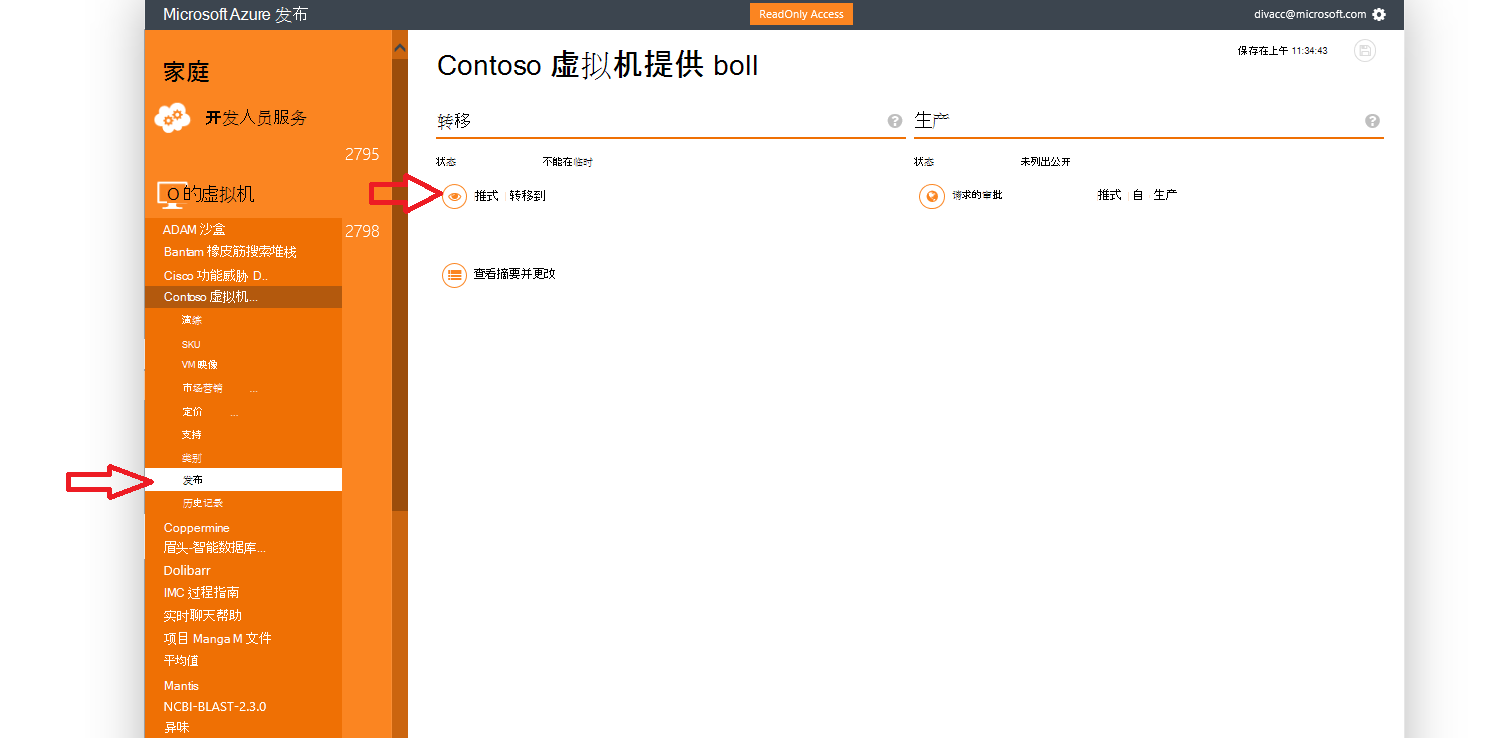 Microsoft Azure 发布
ReadOnly Access
divacc@microsoft.com
家庭
开发人员服务
2795
O 的虚拟机
2798
ADAM 沙盒
Bantam 橡皮筋搜索堆栈
Cisco 功能威胁 D..
Contoso 虚拟机...
演练
SKU
VM 映像
市场营销 ...
定价 ...
支持
类别
发布
历史记录
Coppermine
眉头-智能数据库...
Dolibarr
IMC 过程指南
实时聊天帮助
项目 Manga M 文件
平均值
Mantis
NCBI-BLAST-2.3.0
异味
保存在上午 11:34:43
Contoso 虚拟机提供 boll
转移
状态 不能在临时
推式 转移到
查看摘要并更改
生产
状态 未列出公开
请求的审批 推式 自 生产